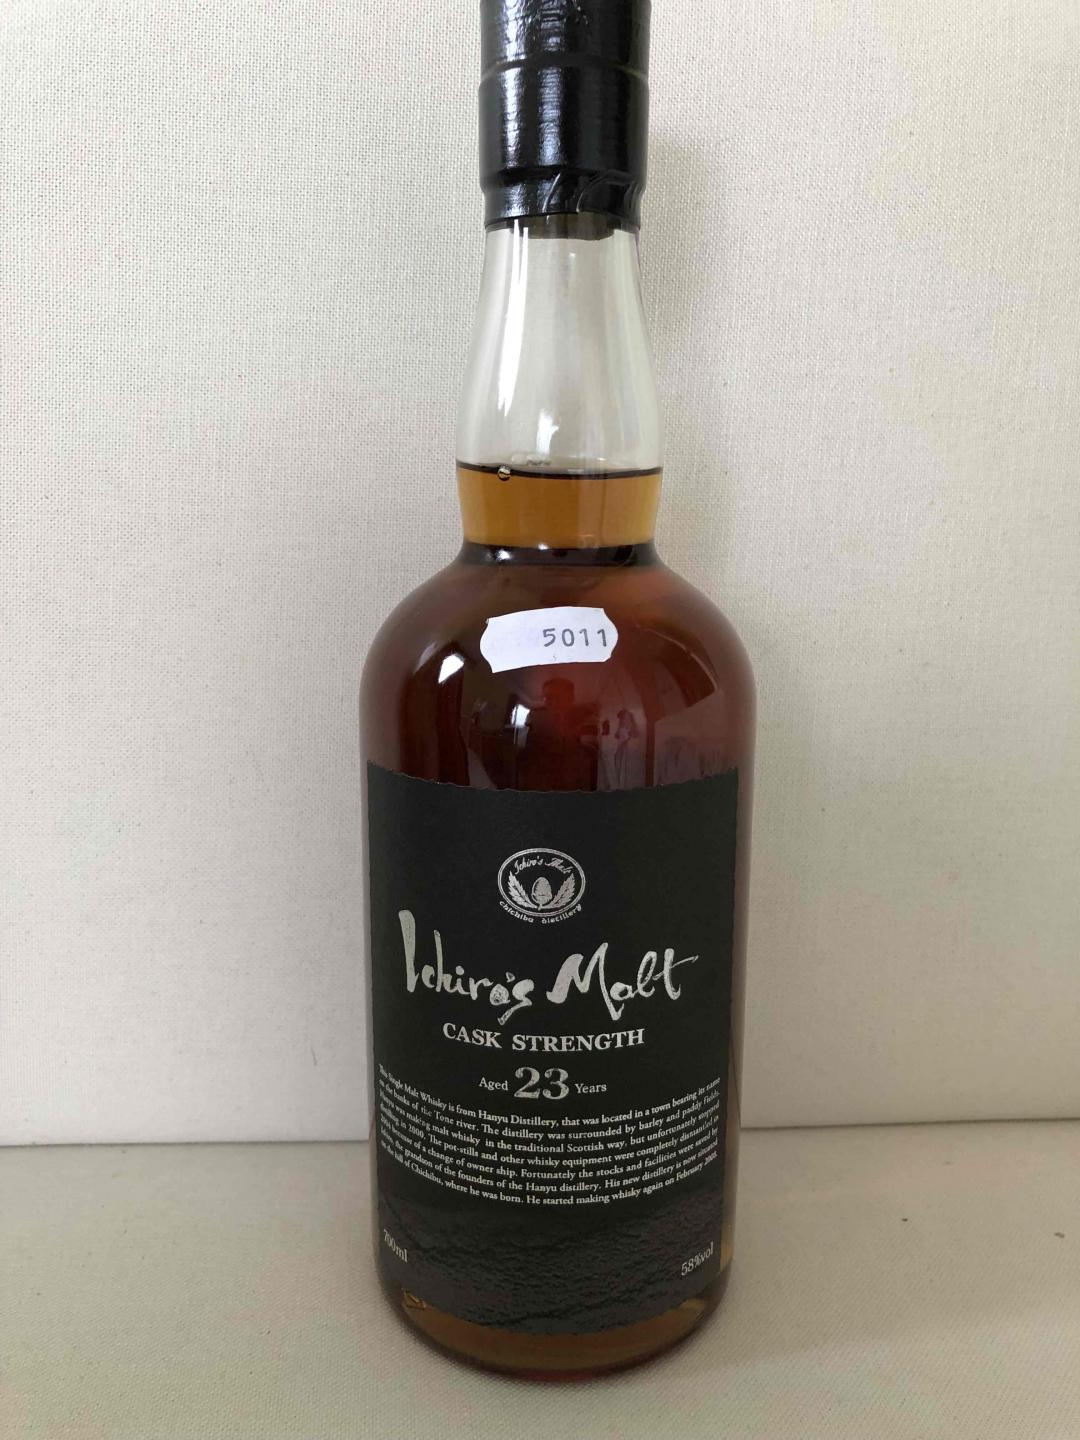 5011
Ichiro's Malt
chichibu distillery
Ichiro's Malt
CASK STRENGTH
Aged 23 Years
This Single Malt Whisky is from Hanyu Distillery, that was located in a town bearing its name
on the banks of the Tone river. The distillery was surrounded by barley and paddy fields.
Hanyu was making malt whisky in the traditional Scottish way, but unfortunately stopped
distilling in 2000. The pot-stills and other whisky equipment were completely dismantled in
2004 because of a change of owner ship. Fortunately the stocks and facilities were saved by
Ichiro, the grandson of the founders of the Hanyu distillery. His new distillery is now situated
on the hill of Chichibu, where he was born. He started making whisky again on February 2008.
700ml
58%vol